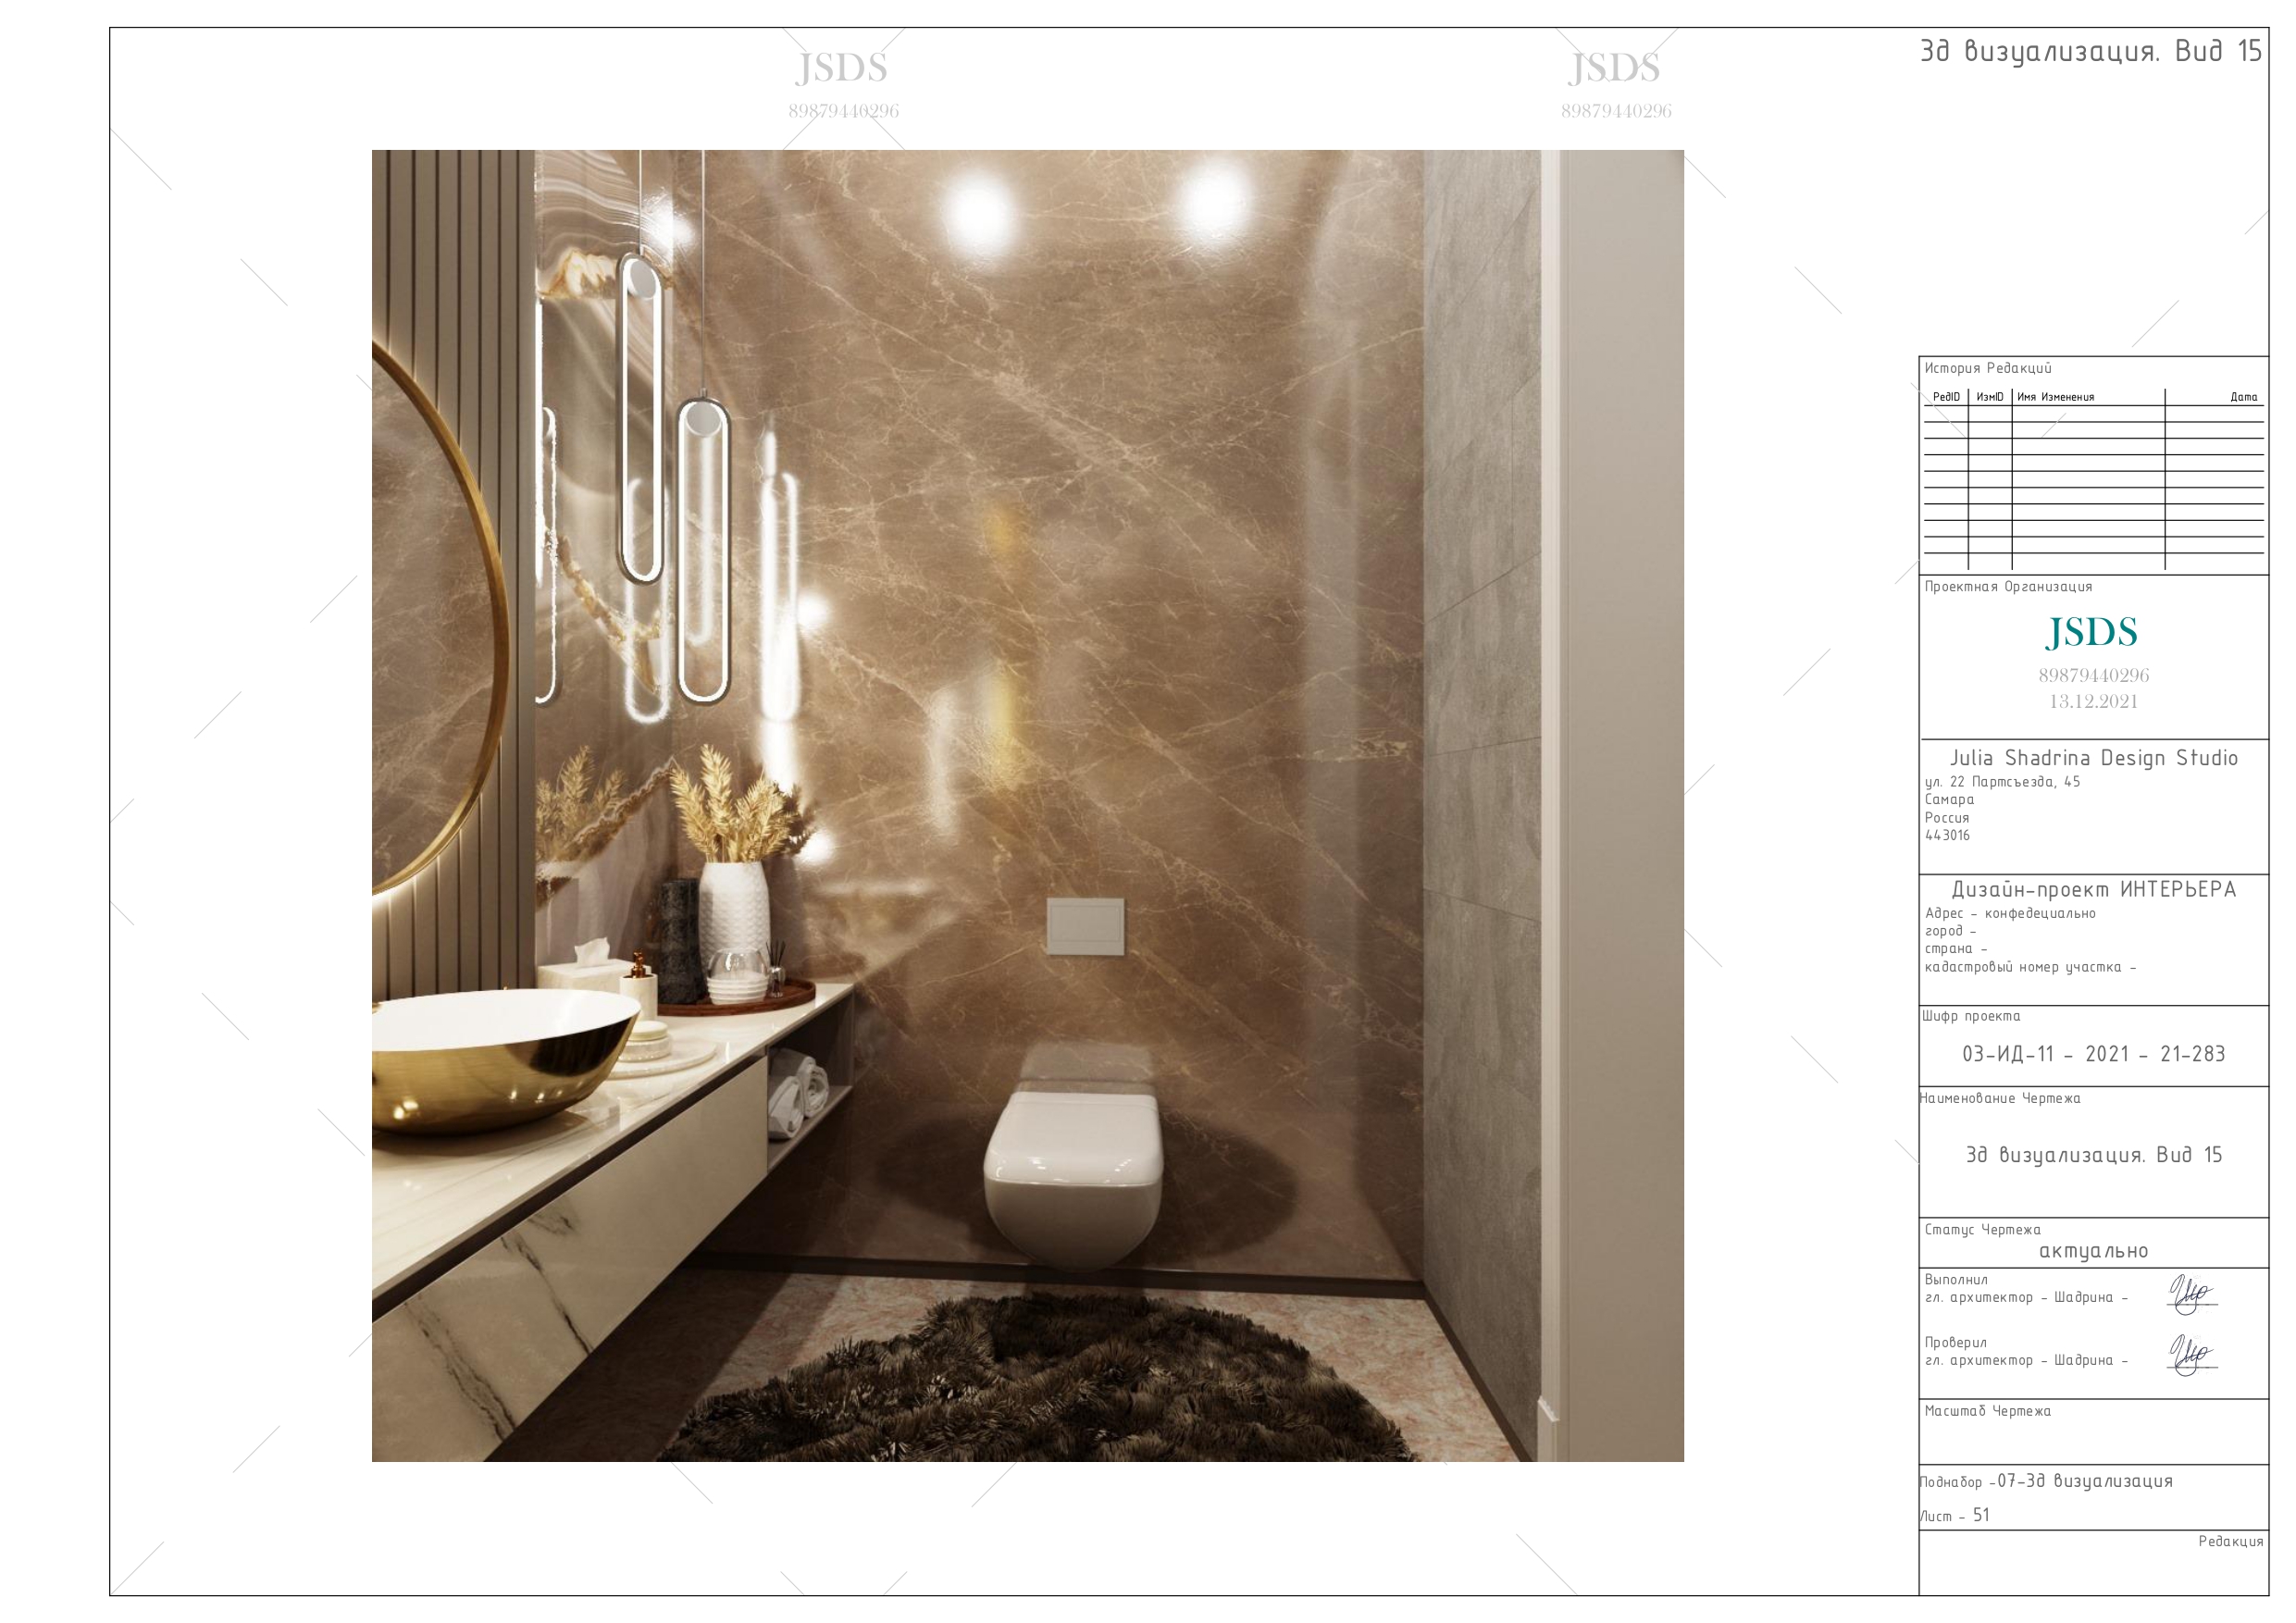 JSDS
89879440296
JSDS
89879440296
3д визуализация. Вид 15
История Редакций
РедID ИзмID Имя Изменения Дата
Проектная Организация
JSDS
89879440296
13.12.2021
Julia Shadrina Design Studio
ул. 22 Партсъезда, 45
Самара
Россия
443016
Дизайн-проект ИНТЕРЬЕРА
Адрес - конфедециально
город -
страна -
кадастровый номер участка -
Шифр проекта
03-ИД-11 - 2021 - 21-283
Наименование Чертежа
3д визуализация. Вид 15
Статус Чертежа
актуально
Выполнил
гл. архитектор - Шадрина -
Проверил
гл. архитектор - Шадрина -
Масштаб Чертежа
Поднабор -07-3д визуализация
Лист - 51
Редакция